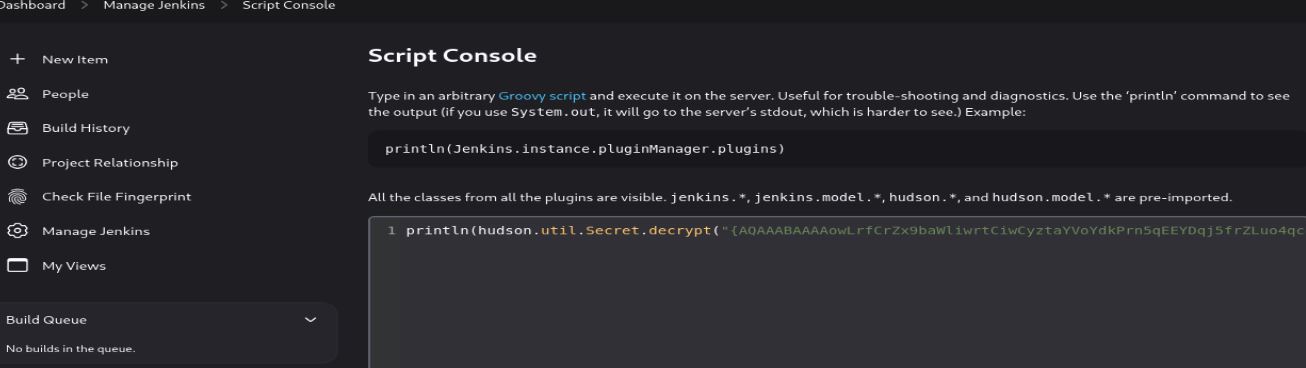 Dashboard > Manage Jenkins > Script Console
New Item
People
Build History
Project Relationship
Check File Fingerprint
Manage Jenkins
My Views
Build Queue
No builds in the queue.
Script Console
Type in an arbitrary Groovy script and execute it on the server. Useful for trouble-shooting and diagnostics. Use the ‘println’ command to see
the output (if you use System.out, it will go to the server’s stdout, which is harder to see.) Example:
println(Jenkins.instance.pluginManager.plugins)
All the classes from all the plugins are visible. jenkins.*, jenkins.model.*, hudson.*, and hudson.model.* are pre-imported.
1 println(hudson.util.Secret.decrypt("{AQAAABAAAAowLrfCrZx9baWliwrtCiwCyztaYVoYdkPrn5qEEYDqj5frZLuo4qc